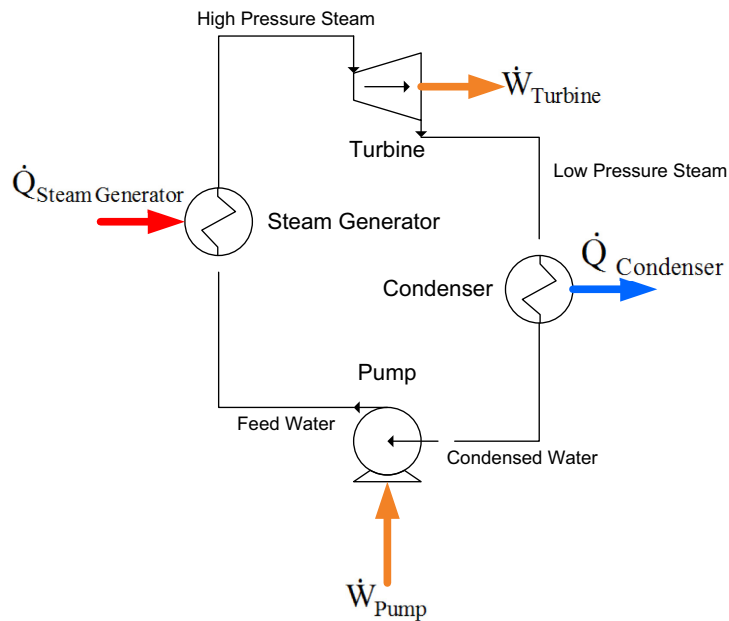 High Pressure Steam
Ẇ Turbine
Turbine
Low Pressure Steam
Q̇ Steam Generator
Steam Generator
Q̇ Condenser
Condenser
Pump
Feed Water
Condensed Water
Ẇ Pump